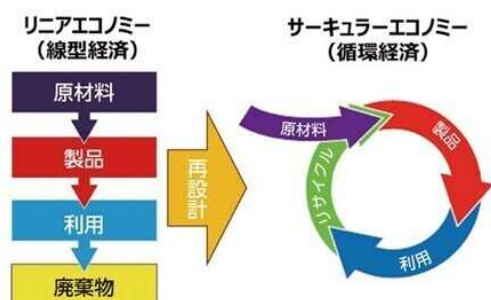 リニアエコノミー
（線型経済）
原材料
製品
利用
廃棄物
再設計
サーキュラーエコノミー
（循環経済）
原材料
製品
利用
リサイクル